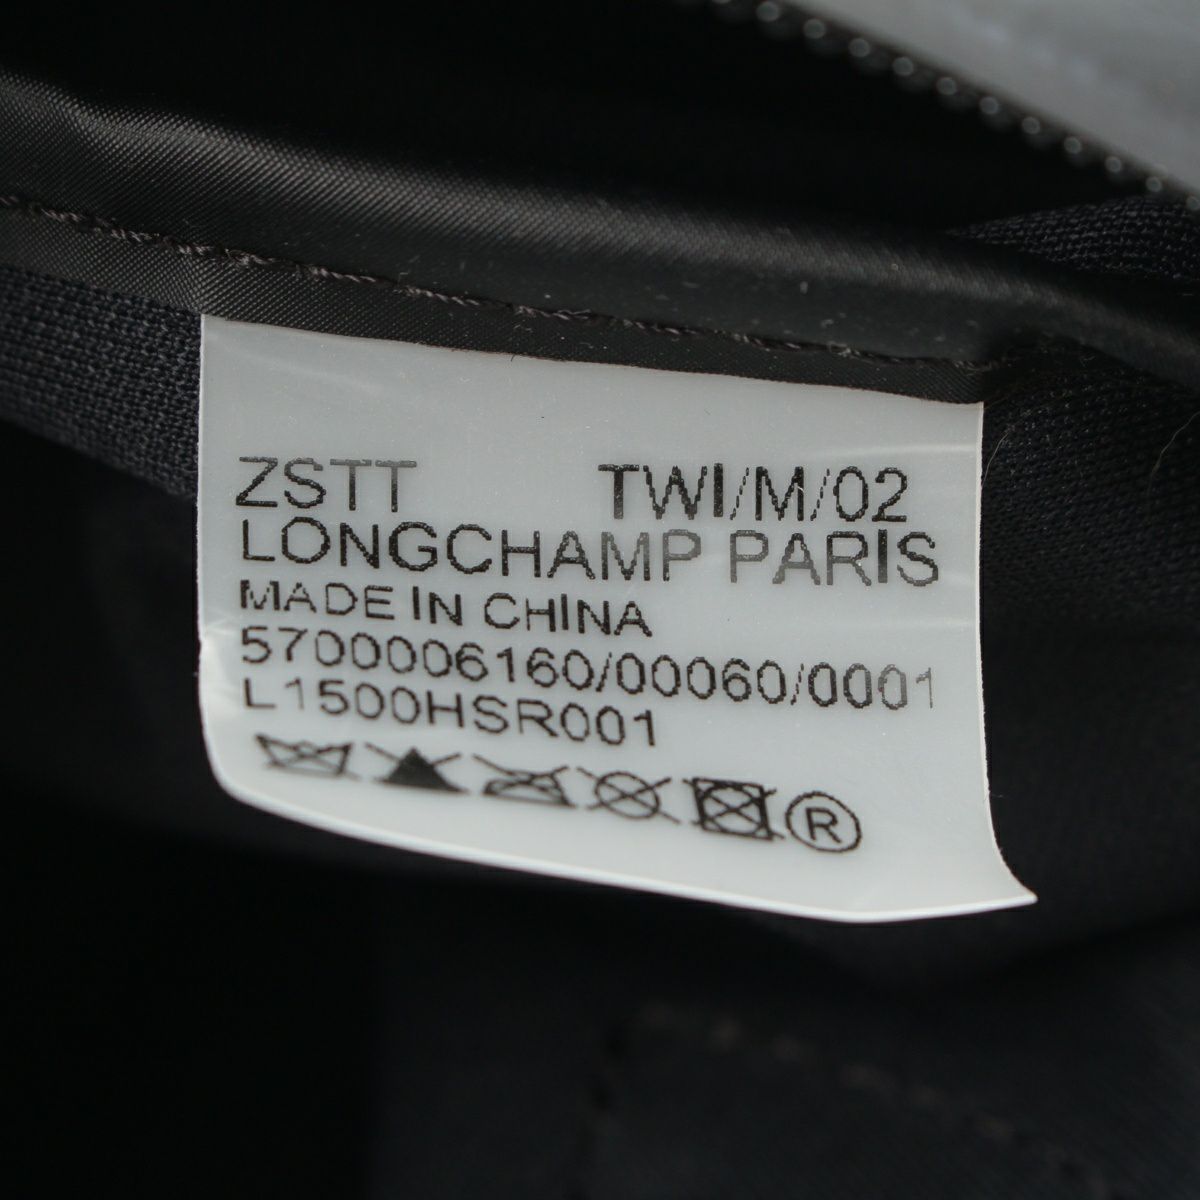 ZSTT TWI/M/02
LONGCHAMP PARIS
MADE IN CHINA
5700006160/00060/0001
L1500HSR001
®